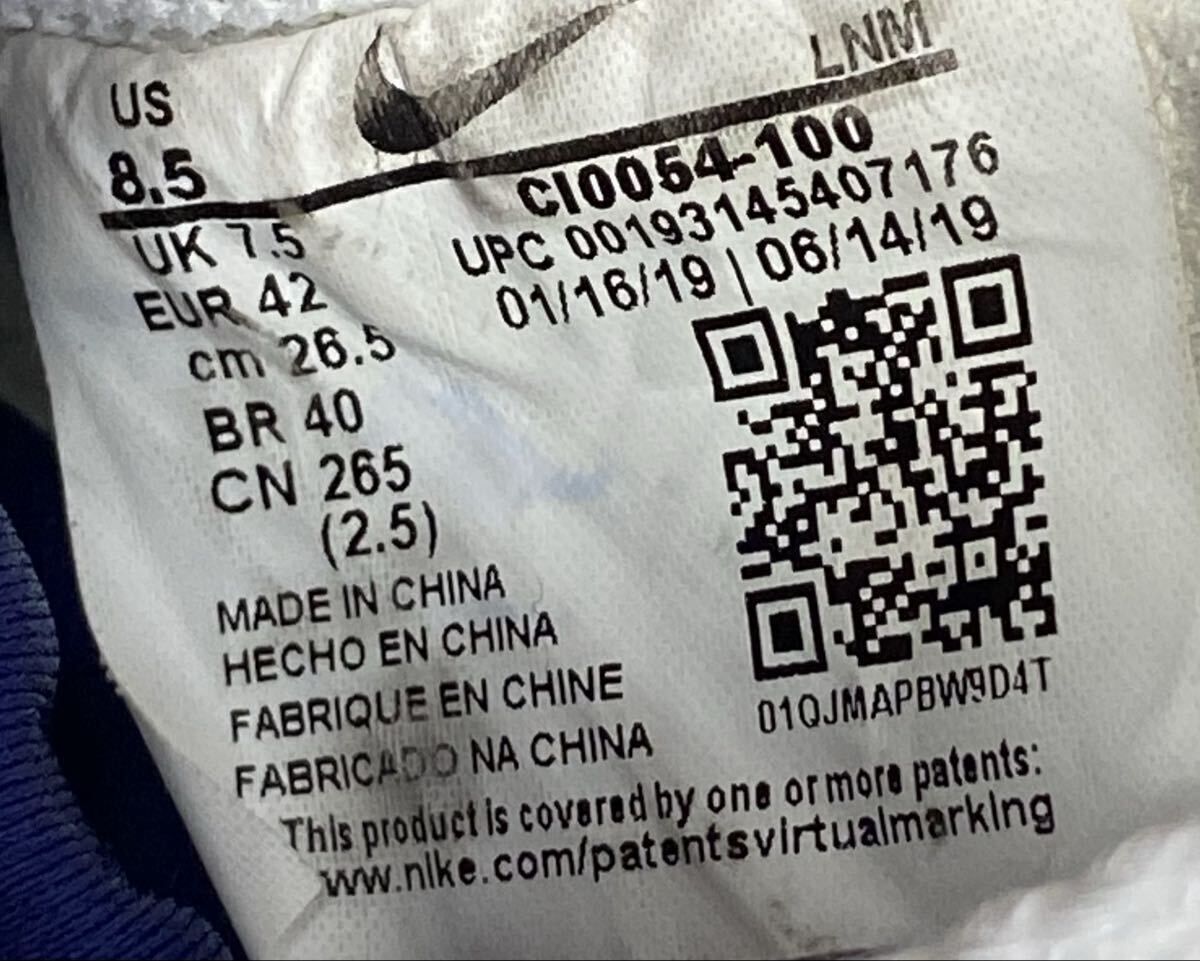 US
8.5
LNM
CI0054-100
UPC 00193145407176
01/16/19 | 06/14/19
UK 7.5
EUR 42
cm 26.5
BR 40
CN 265
(2.5)
MADE IN CHINA
HECHO EN CHINA
FABRIQUE EN CHINE
FABRICADO NA CHINA
01QJMAPBW9D4T
This product is covered by one or more patents:
www.nike.com/patentsvirtualmarking